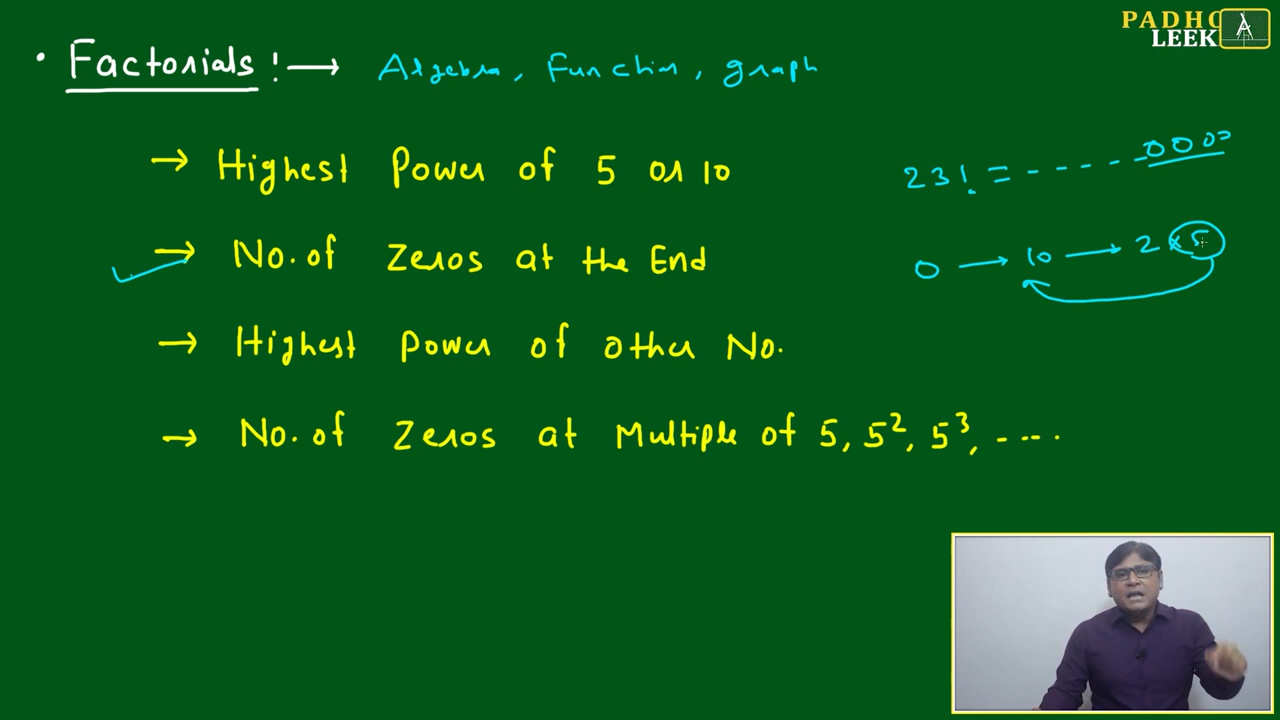 PADHO
LEEK
• Factorials ! → Algebra, Function, graph
→ Highest Power of 5 or 10
23! = - - - - - 0000
→ No. of Zeros at the End
0 → 10 → 2 x 5
→ Highest Power of other No.
→ No. of Zeros at Multiple of 5, 5², 5³, ----